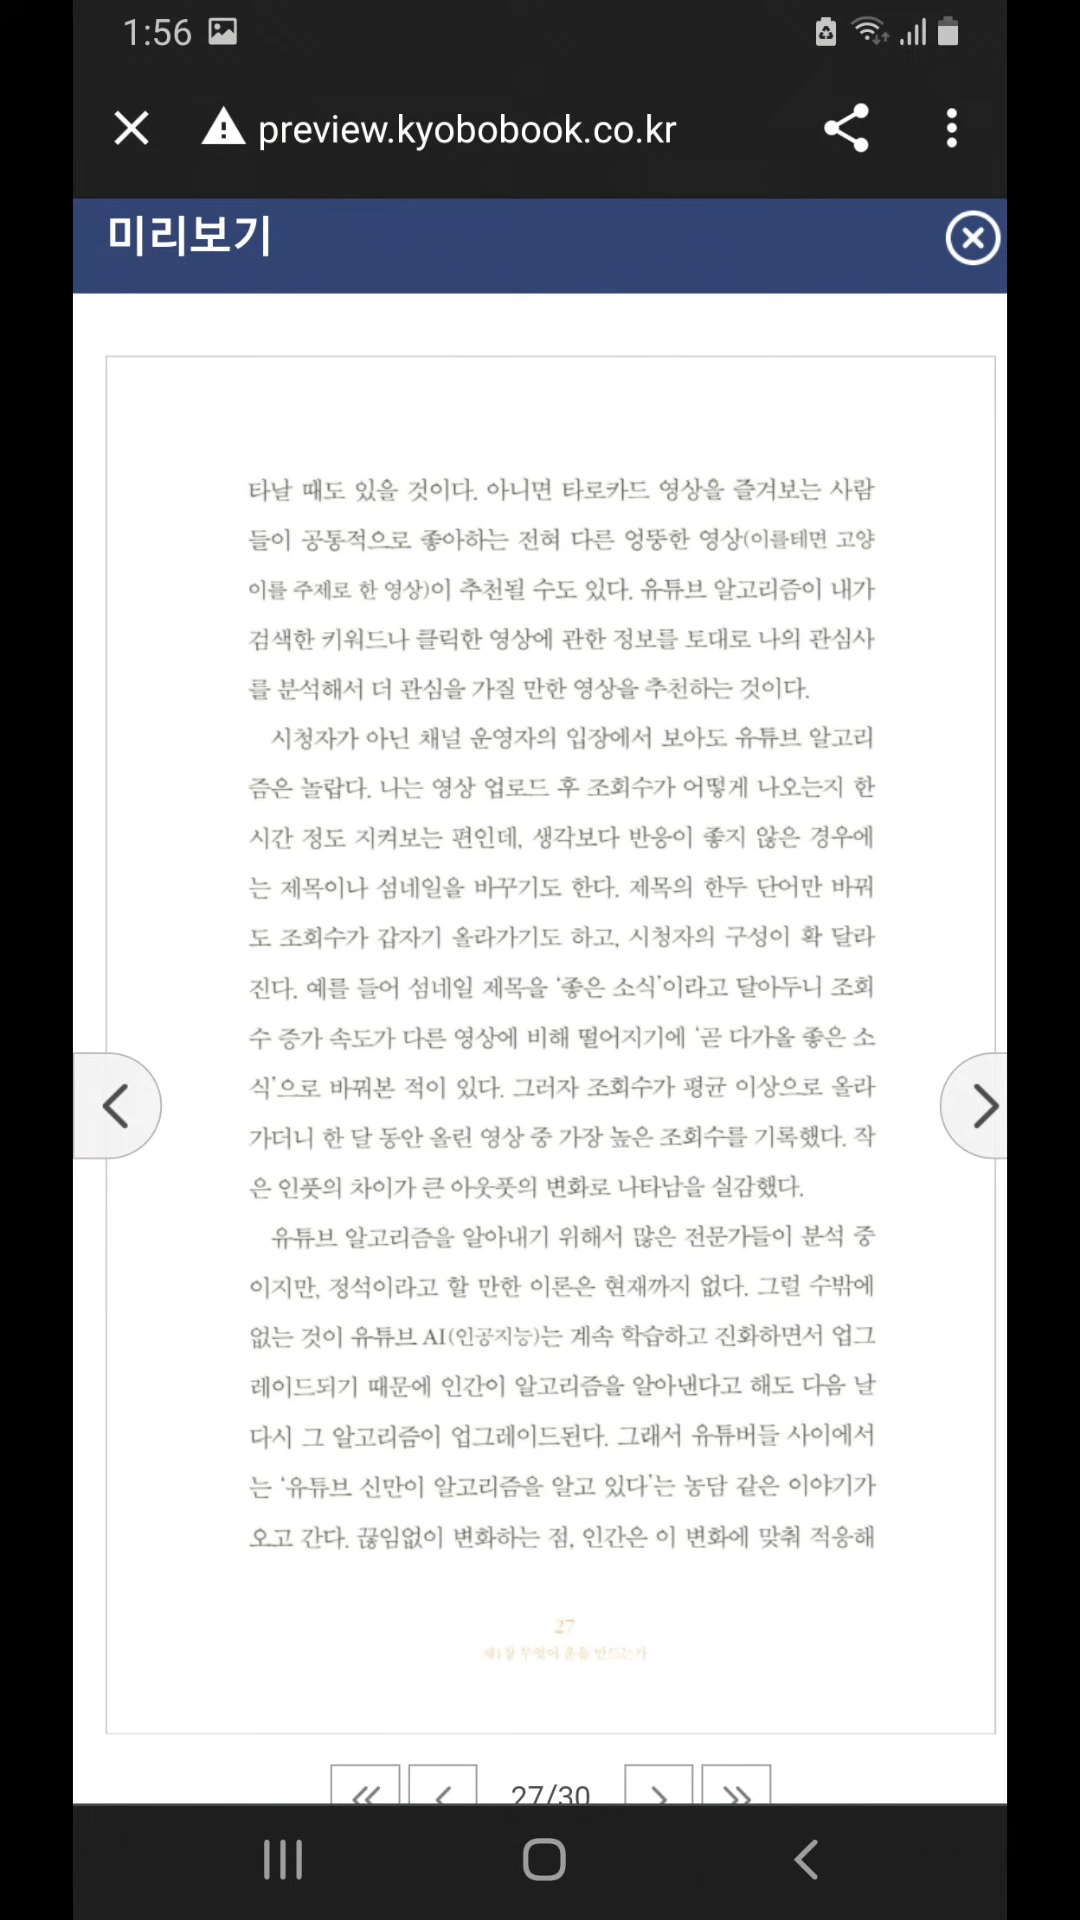 1:56
preview.kyobobook.co.kr
미리보기
타날 때도 있을 것이다. 아니면 타로카드 영상을 즐겨보는 사람
들이 공통적으로 좋아하는 전혀 다른 엉뚱한 영상(이를테면 고양
이를 주제로 한 영상)이 추천될 수도 있다. 유튜브 알고리즘이 내가
검색한 키워드나 클릭한 영상에 관한 정보를 토대로 나의 관심사
를 분석해서 더 관심을 가질 만한 영상을 추천하는 것이다.
시청자가 아닌 채널 운영자의 입장에서 보아도 유튜브 알고리
즘은 놀랍다. 나는 영상 업로드 후 조회수가 어떻게 나오는지 한
시간 정도 지켜보는 편인데, 생각보다 반응이 좋지 않은 경우에
는 제목이나 섬네일을 바꾸기도 한다. 제목의 한두 단어만 바꿔
도 조회수가 갑자기 올라가기도 하고, 시청자의 구성이 확 달라
진다. 예를 들어 섬네일 제목을 ‘좋은 소식’이라고 달아두니 조회
수 증가 속도가 다른 영상에 비해 떨어지기에 ‘곧 다가올 좋은 소
식’으로 바꿔본 적이 있다. 그러자 조회수가 평균 이상으로 올라
가더니 한 달 동안 올린 영상 중 가장 높은 조회수를 기록했다. 작
은 인풋의 차이가 큰 아웃풋의 변화로 나타남을 실감했다.
유튜브 알고리즘을 알아내기 위해서 많은 전문가들이 분석 중
이지만, 정석이라고 할 만한 이론은 현재까지 없다. 그럴 수밖에
없는 것이 유튜브 AI(인공지능)는 계속 학습하고 진화하면서 업그
레이드되기 때문에 인간이 알고리즘을 알아낸다고 해도 다음 날
다시 그 알고리즘이 업그레이드된다. 그래서 유튜버들 사이에서
는 ‘유튜브 신만이 알고리즘을 알고 있다’는 농담 같은 이야기가
오고 간다. 끊임없이 변화하는 점, 인간은 이 변화에 맞춰 적응해
27
제1장 무엇이 운을 만드는가
27/30